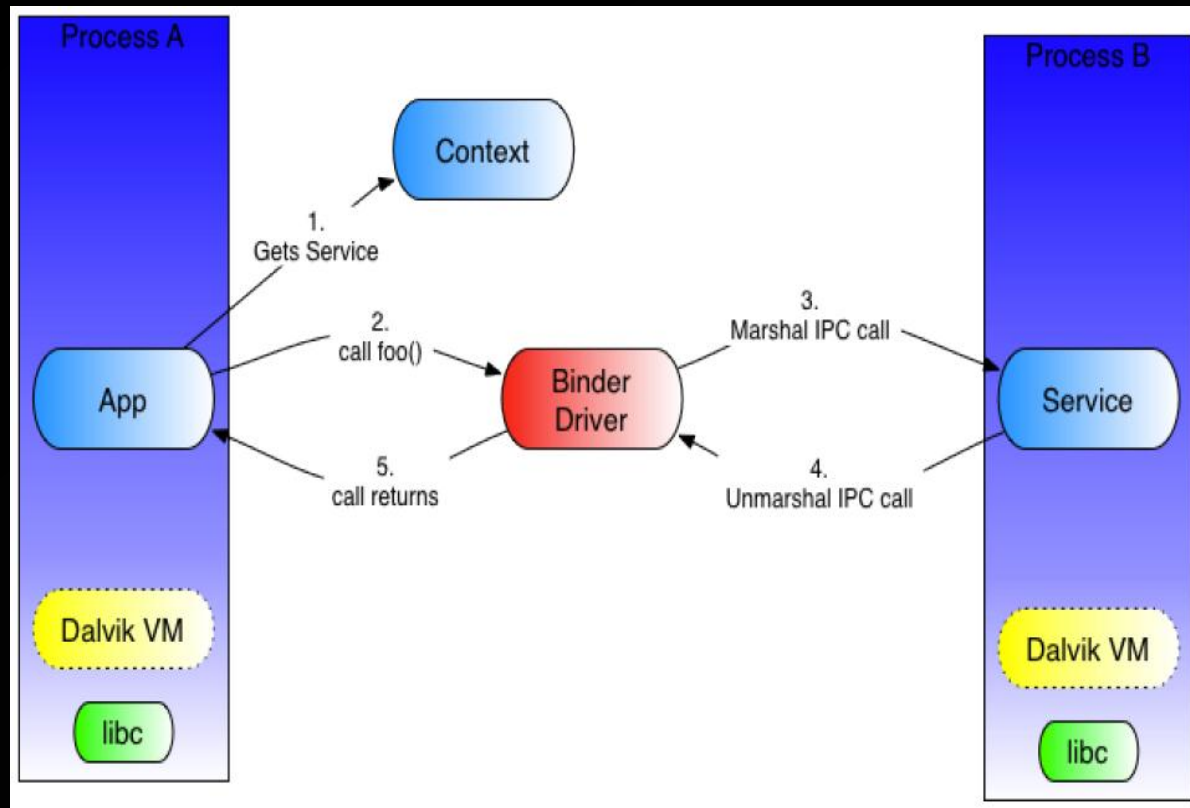 Process A
Process B
Context
1.
Gets Service
2.
call foo()
3.
Marshal IPC call
App
Binder
Driver
Service
5.
call returns
4.
Unmarshal IPC call
Dalvik VM
Dalvik VM
libc
libc